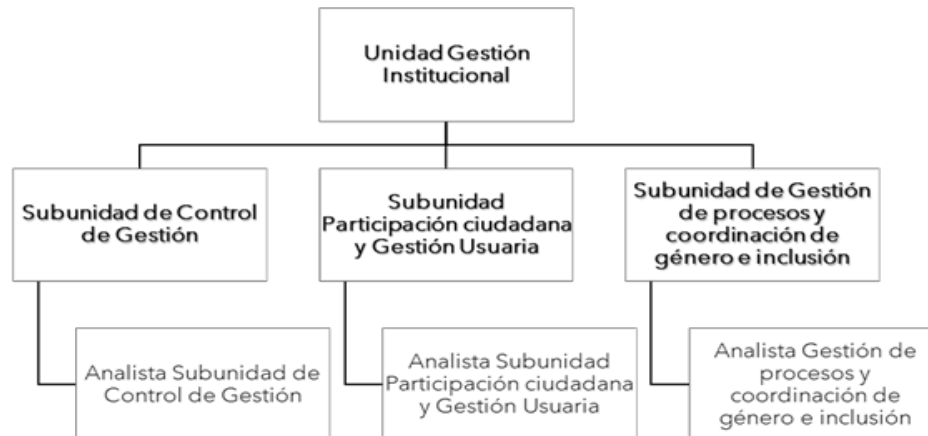 Unidad Gestión
Institucional
Subunidad de Control
de Gestión
Subunidad
Participación ciudadana
y Gestión Usuaria
Subunidad de Gestión
de procesos y
coordinación de
género e inclusión
Analista Subunidad de
Control de Gestión
Analista Subunidad
Participación ciudadana
y Gestión Usuaria
Analista Gestión de
procesos y
coordinación de
género e inclusión